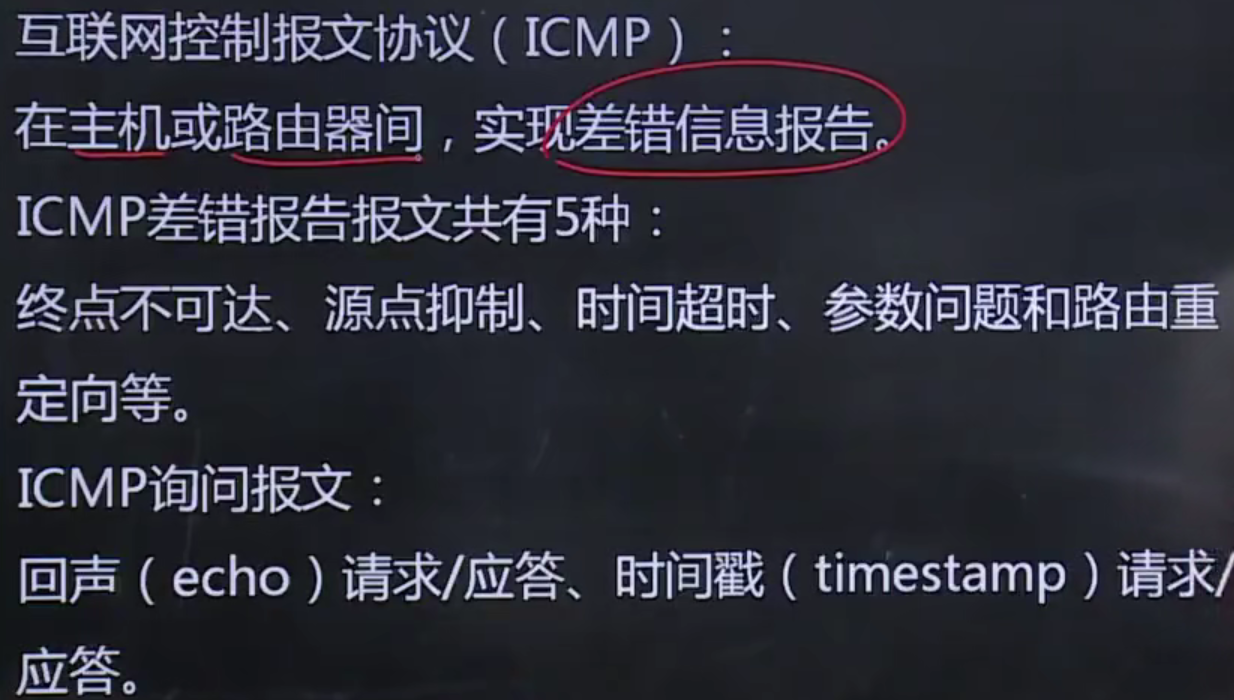 互联网控制报文协议（ICMP）：
在主机或路由器间，实现差错信息报告。
ICMP差错报告报文共有5种：
终点不可达、源点抑制、时间超时、参数问题和路由重
定向等。
ICMP询问报文：
回声（echo）请求/应答、时间戳（timestamp）请求/
应答。